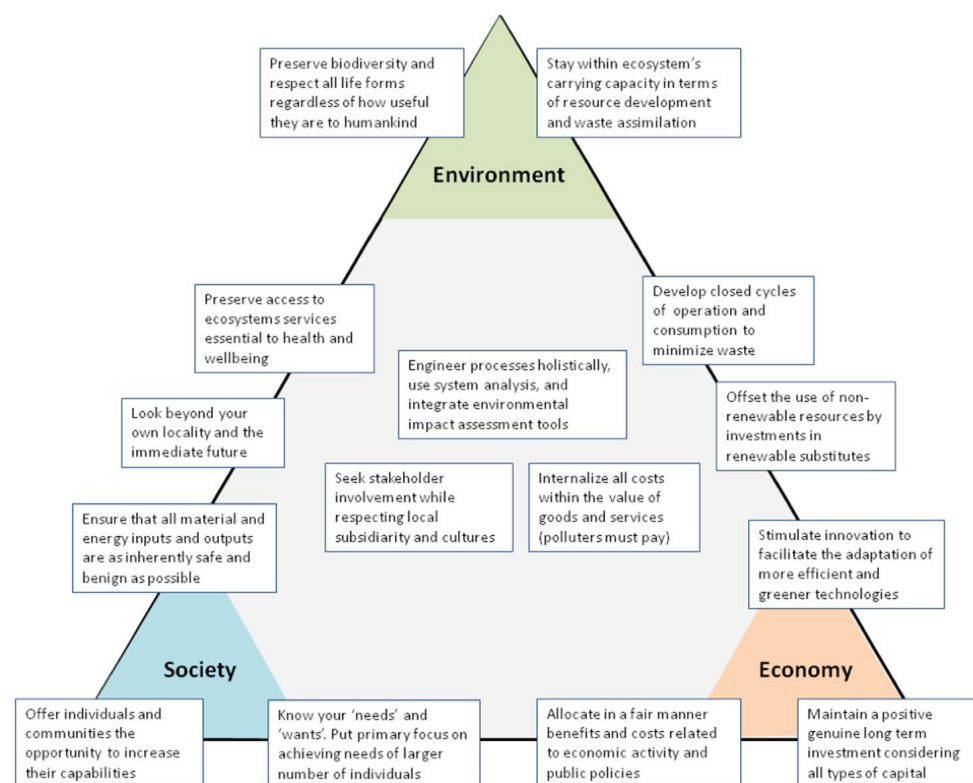 Preserve biodiversity and
respect all life forms
regardless of how useful
they are to humankind
Stay within ecosystem´s
carrying capacity in terms
of resource development
and waste assimilation
Environment
Preserve access to
ecosystems services
essential to health and
wellbeing
Develop closed cycles
of operation and
consumption to
minimize waste
Engineer processes holistically,
use system analysis, and
integrate environmental
impact assessment tools
Look beyond your
own locality and the
immediate future
Offset the use of non-
renewable resources by
investments in
renewable substitutes
Seek stakeholder
involvement while
respecting local
subsidiarity and cultures
Internalize all costs
within the value of
goods and services
(polluters must pay)
Ensure that all material and
energy inputs and outputs
are as inherently safe and
benign as possible
Stimulate innovation to
facilitate the adaptation of
more efficient and
greener technologies
Society
Economy
Offer individuals and
communities the
opportunity to increase
their capabilities
Know your ‘needs’ and
‘wants’. Put primary focus on
achieving needs of larger
number of individuals
Allocate in a fair manner
benefits and costs related
to economic activity and
public policies
Maintain a positive
genuine long term
investment considering
all types of capital